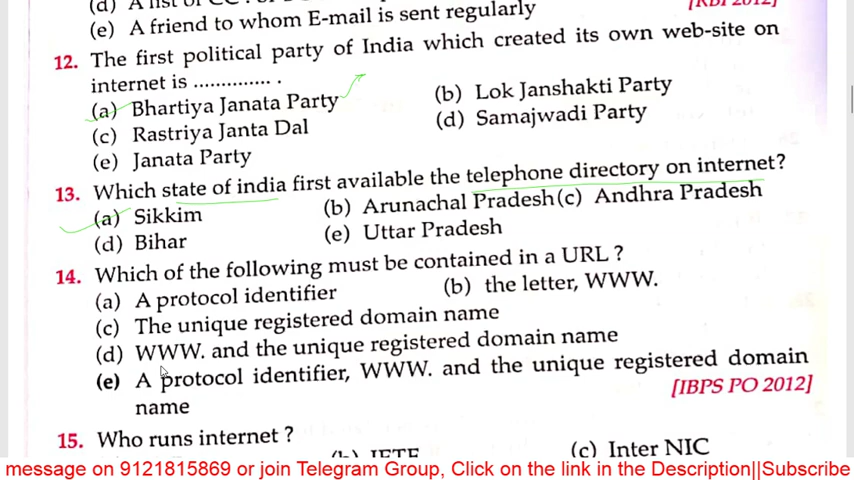 (d) A list of CC
(e) A friend to whom E-mail is sent regularly
[RBI 2012]
12. The first political party of India which created its own web-site on
internet is .............. .
(a) Bhartiya Janata Party (b) Lok Janshakti Party
(c) Rastriya Janta Dal (d) Samajwadi Party
(e) Janata Party
13. Which state of india first available the telephone directory on internet?
(a) Sikkim (b) Arunachal Pradesh (c) Andhra Pradesh
(d) Bihar (e) Uttar Pradesh
14. Which of the following must be contained in a URL ?
(a) A protocol identifier (b) the letter, WWW.
(c) The unique registered domain name
(d) WWW. and the unique registered domain name
(e) A protocol identifier, WWW. and the unique registered domain
name [IBPS PO 2012]
15. Who runs internet ?
(b) IETF (c) Inter NIC
message on 9121815869 or join Telegram Group, Click on the link in the Description||Subscribe